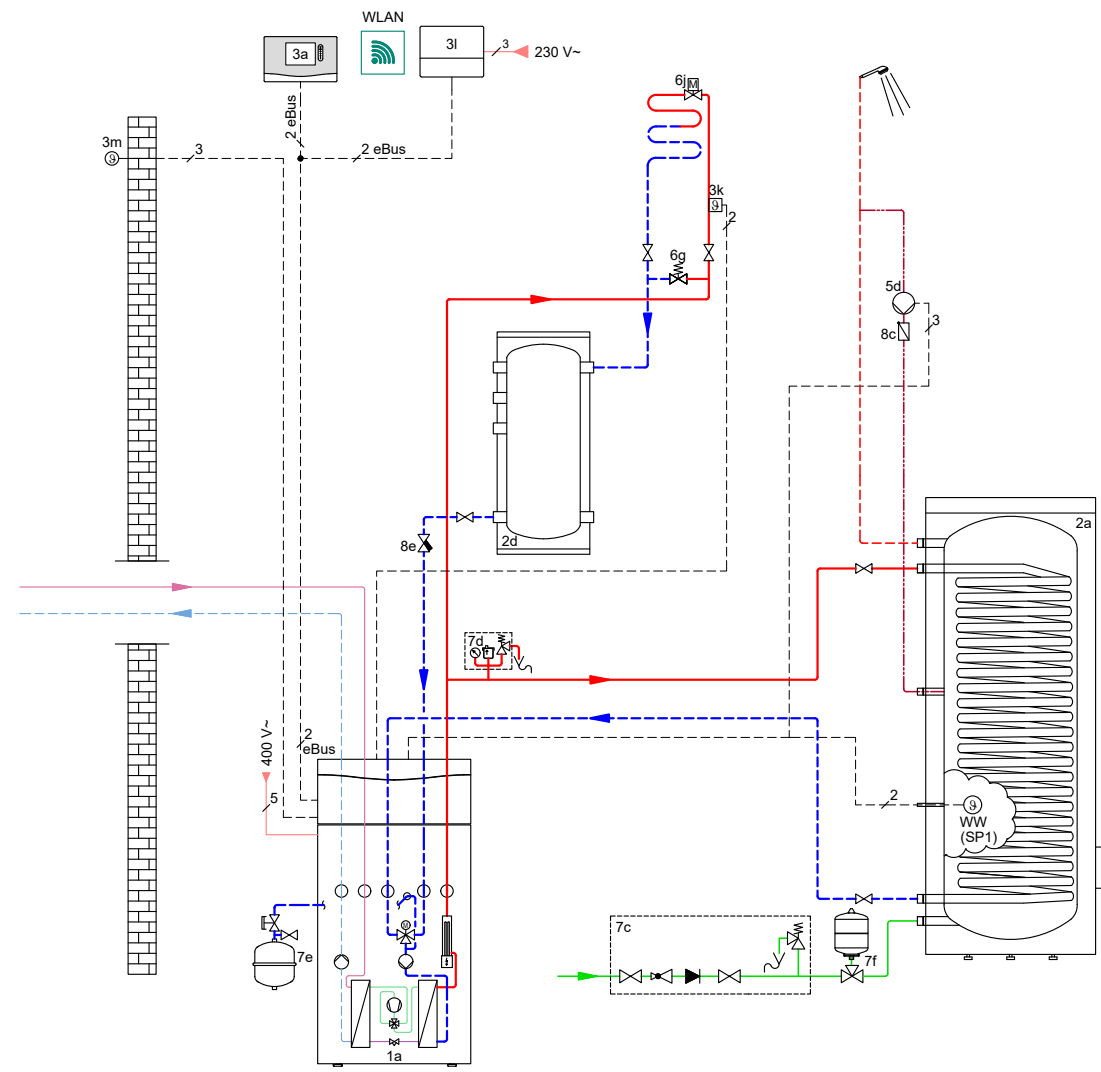 WLAN
3a
3l
3
230 V~
2 eBus
2 eBus
3m
ϑ
3
6j
M
3k
ϑ
2
6g
5d
3
8c
2a
8e
2d
7d
400 V~
2
eBus
5
2
ϑ
WW
(SP1)
M
7e
7c
7f
1a